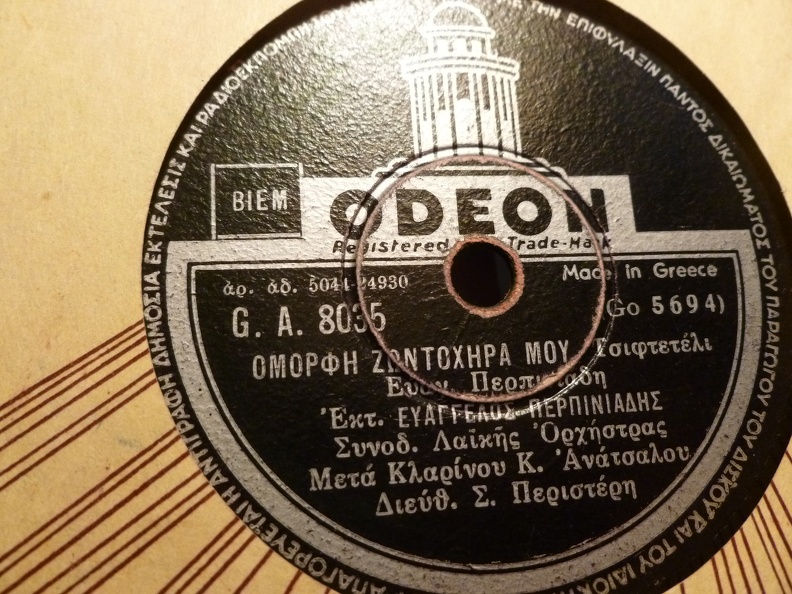 ΑΠΑΓΟΡΕΥΕΤΑΙ Η ΑΝΤΙΓΡΑΦΗ ΔΗΜΟΣΙΑ ΕΚΤΕΛΕΣΙΣ ΚΑΙ ΡΑΔΙΟΕΚΠΟΜΠΗ ΤΗΝ ΕΠΙΦΥΛΑΞΙΝ ΠΑΝΤΟΣ ΔΙΚΑΙΩΜΑΤΟΣ ΤΟΥ ΠΑΡΑΓΩΓΟΥ ΤΟΥ ΔΙΣΚΟΥ ΚΑΙ ΤΟΥ
BIEM
ODEON
Registered Trade-Mark
ἀρ. ἀδ. 5044-24930
Made in Greece
G. A. 8035
(Go 5694)
ΟΜΟΡΦΗ ΖΩΝΤΟΧΗΡΑ ΜΟΥ Τσιφτετέλι
Εὐαγ. Περπινιάδη
Ἐκτ. ΕΥΑΓΓΕΛΟΣ ΠΕΡΠΙΝΙΑΔΗΣ
Συνοδ. Λαϊκῆς Ὀρχήστρας
Μετά Κλαρίνου Κ. Ἀνάτσαλου
Διεύθ. Σ. Περιστέρη